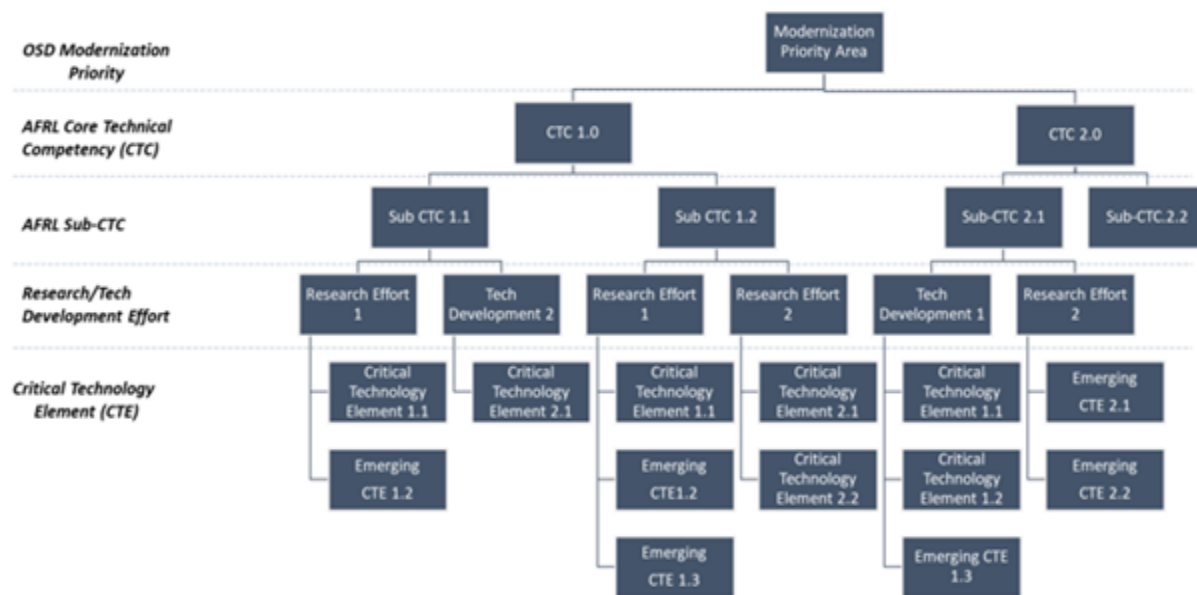 OSD Modernization
Priority
Modernization
Priority Area
AFRL Core Technical
Competency (CTC)
CTC 1.0
CTC 2.0
AFRL Sub-CTC
Sub CTC 1.1
Sub CTC 1.2
Sub-CTC 2.1
Sub-CTC.2.2
Research/Tech
Development Effort
Research Effort
1
Tech
Development 2
Research Effort
1
Research Effort
2
Tech
Development 1
Research Effort
2
Critical Technology
Element (CTE)
Critical
Technology
Element 1.1
Critical
Technology
Element 2.1
Critical
Technology
Element 1.1
Critical
Technology
Element 2.1
Critical
Technology
Element 1.1
Emerging
CTE 2.1
Emerging
CTE 1.2
Emerging
CTE1.2
Critical
Technology
Element 2.2
Critical
Technology
Element 1.2
Emerging
CTE 2.2
Emerging
CTE 1.3
Emerging CTE
1.3